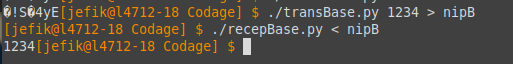 �!S�4yE[jefik@l4712-18 Codage] $ ./transBase.py 1234 > nipB
[jefik@l4712-18 Codage] $ ./recepBase.py < nipB
1234[jefik@l4712-18 Codage] $